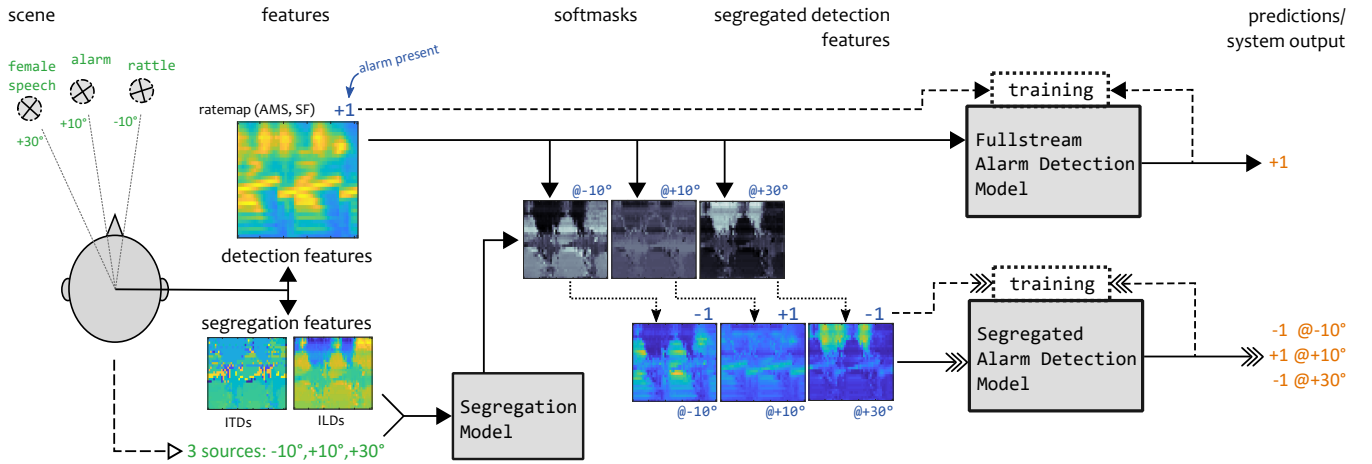 scene
features
softmasks
segregated detection
features
predictions/
system output
female
speech
alarm
rattle
+30°
+10°
-10°
alarm present
ratemap (AMS, SF)
+1
training
Fullstream
Alarm Detection
Model
+1
@-10°
@+10°
@+30°
detection features
segregation features
ITDs
ILDs
3 sources: -10°,+10°,+30°
Segregation
Model
-1
+1
-1
@-10°
@+10°
@+30°
training
Segregated
Alarm Detection
Model
-1 @-10°
+1 @+10°
-1 @+30°